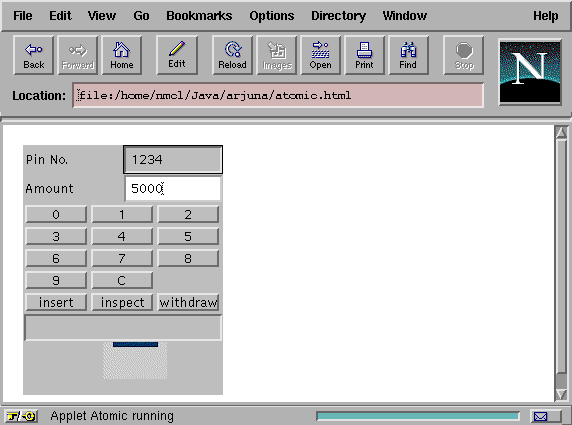 File Edit View Go Bookmarks Options Directory Window Help
Back Forward Home Edit Reload Images Open Print Find Stop
N
Location: file:/home/nmcl/Java/arjuna/atomic.html
Pin No. 1234
Amount 5000
0 1 2
3 4 5
6 7 8
9 C
insert inspect withdraw
Applet Atomic running